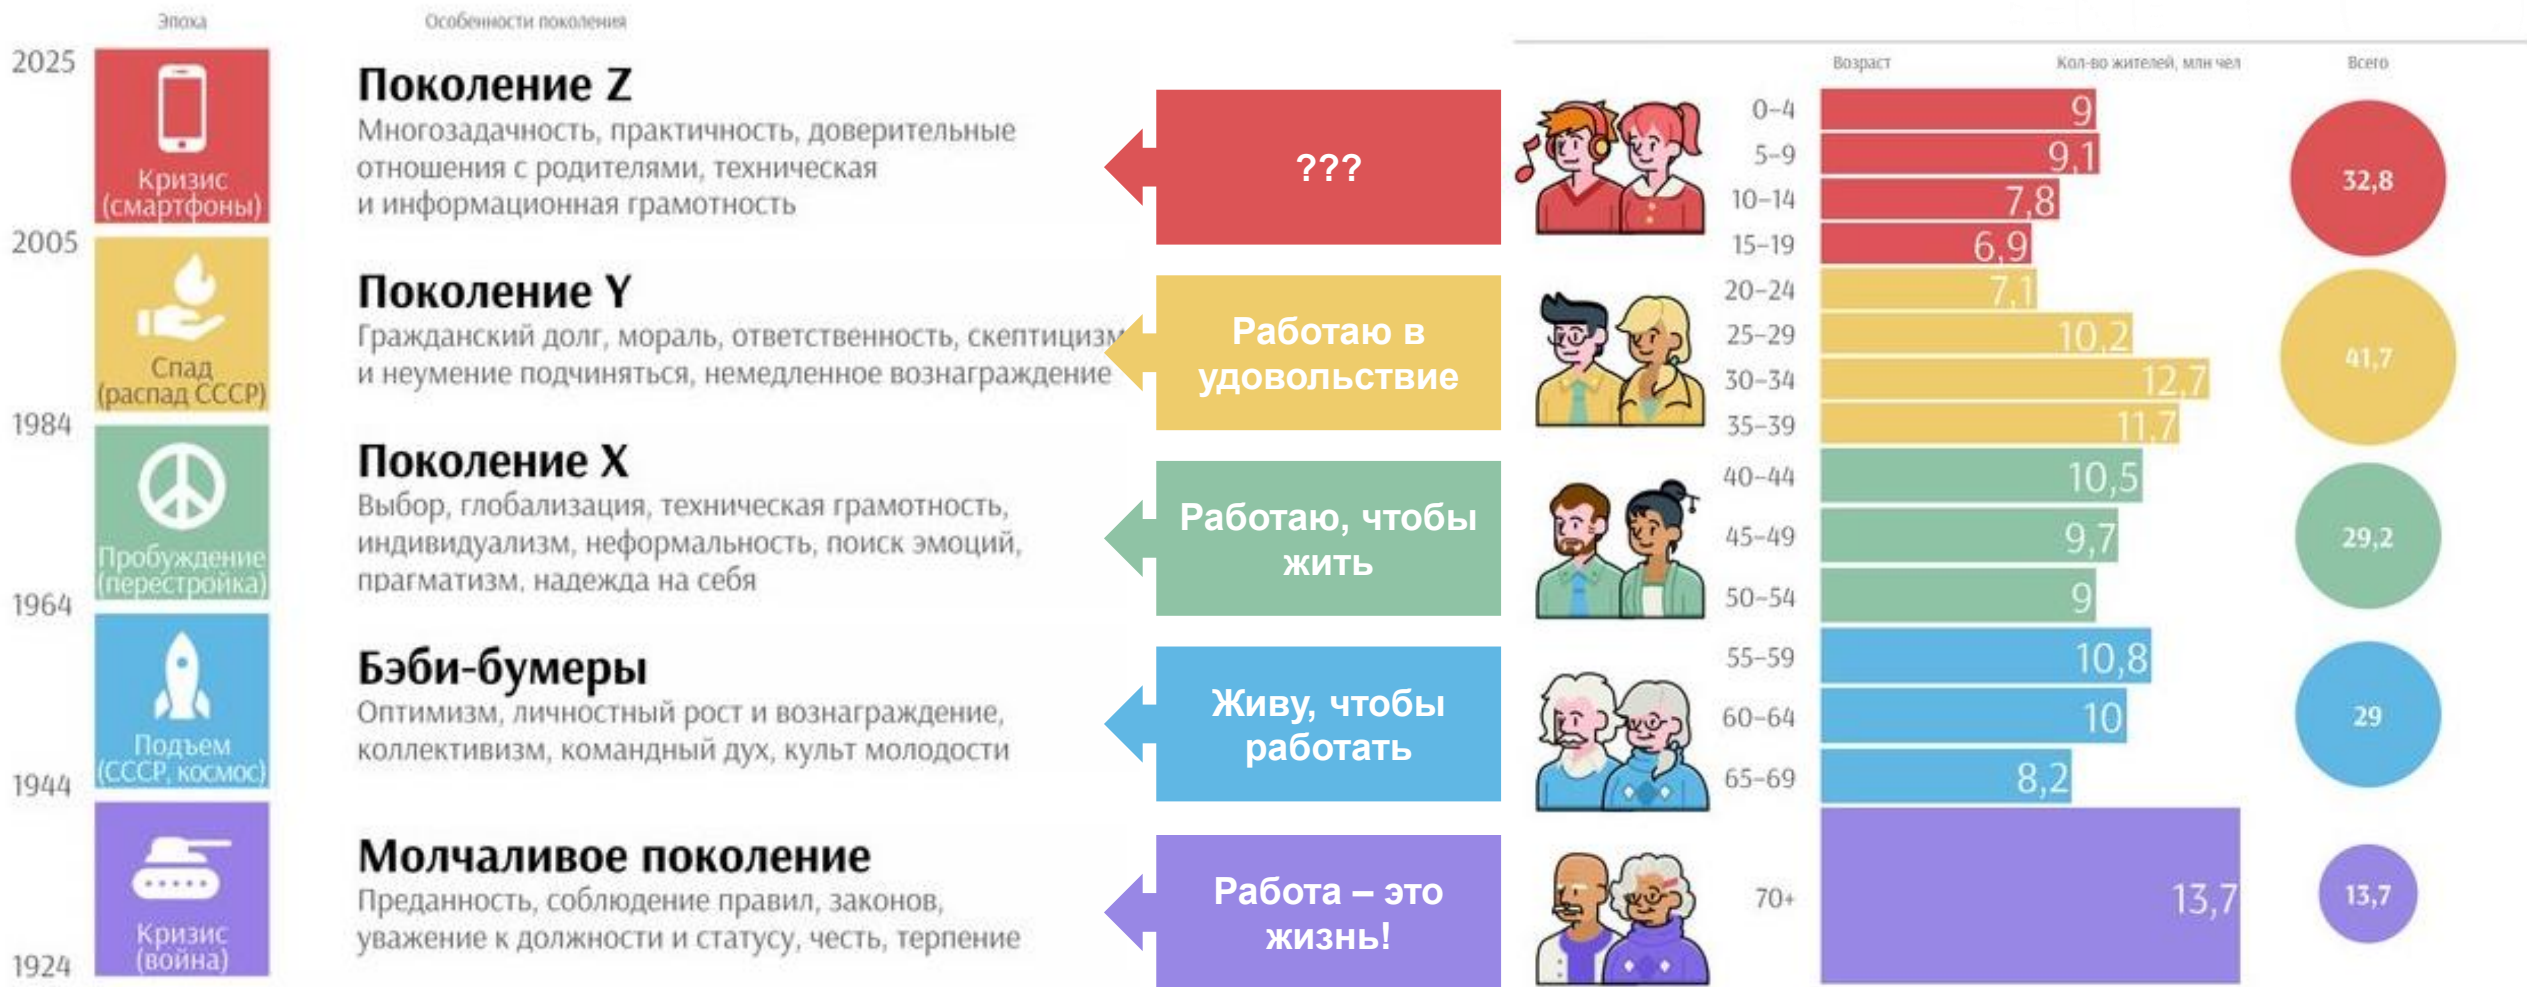 Эпоха
Особенности поколения
2025
Кризис
(смартфоны)
2005
Спад
(распад СССР)
1984
Пробуждение
(перестройка)
1964
Подъем
(СССР, космос)
1944
Кризис
(война)
1924
Поколение Z
Многозадачность, практичность, доверительные
отношения с родителями, техническая
и информационная грамотность
Поколение Y
Гражданский долг, мораль, ответственность, скептицизм
и неумение подчиняться, немедленное вознаграждение
Поколение X
Выбор, глобализация, техническая грамотность,
индивидуализм, неформальность, поиск эмоций,
прагматизм, надежда на себя
Бэби-бумеры
Оптимизм, личностный рост и вознаграждение,
коллективизм, командный дух, культ молодости
Молчаливое поколение
Преданность, соблюдение правил, законов,
уважение к должности и статусу, честь, терпение
???
Работаю в
удовольствие
Работаю, чтобы
жить
Живу, чтобы
работать
Работа – это
жизнь!
Возраст
Кол-во жителей, млн чел
Всего
0–4 9
5–9 9,1
10–14 7,8
15–19 6,9
32,8
20–24 7,1
25–29 10,2
30–34 12,7
35–39 11,7
41,7
40–44 10,5
45–49 9,7
50–54 9
29,2
55–59 10,8
60–64 10
65–69 8,2
29
70+ 13,7
13,7